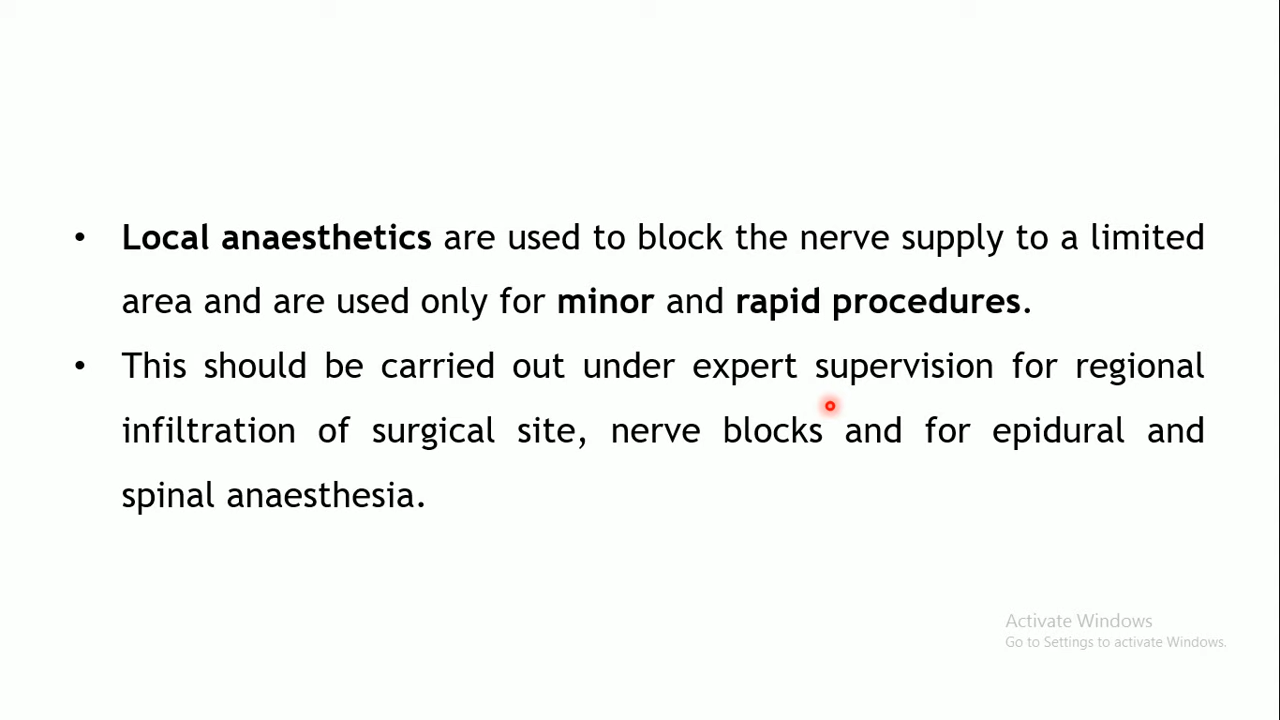 • Local anaesthetics are used to block the nerve supply to a limited
area and are used only for minor and rapid procedures.
• This should be carried out under expert supervision for regional
infiltration of surgical site, nerve blocks and for epidural and
spinal anaesthesia.
Activate Windows
Go to Settings to activate Windows.